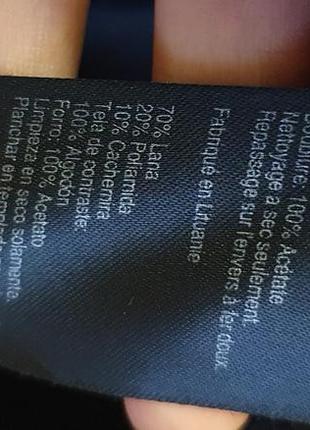 Doublure: 100% Acétate
Nettoyage a sec seulement.
Repassage sur l'envers à fer doux.
Fabriqué en Lituanie
70% Lana
20% Poliamida
10% Cachemira
Tela de contraste:
100% Algodón
Forro: 100% Acetato
Limpieza en seco solamente.
Planchar en